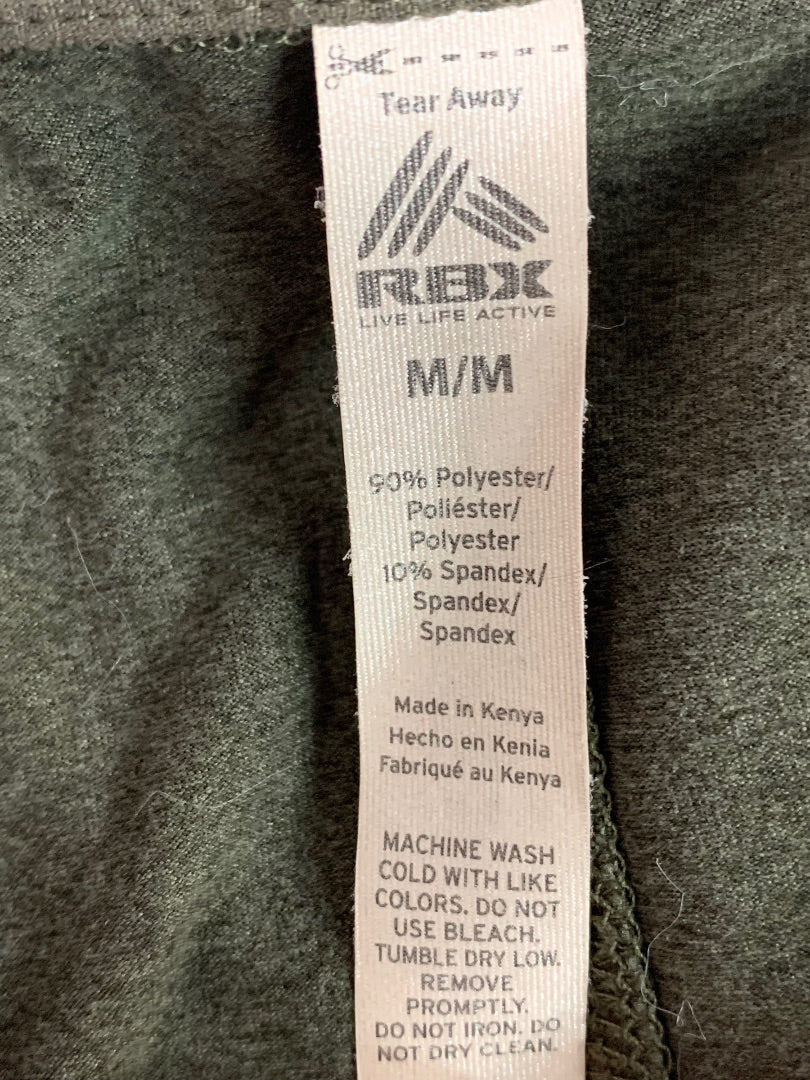 Tear Away
RBX
LIVE LIFE ACTIVE
M/M
90% Polyester/
Poliéster/
Polyester
10% Spandex/
Spandex/
Spandex
Made in Kenya
Hecho en Kenia
Fabriqué au Kenya
MACHINE WASH
COLD WITH LIKE
COLORS. DO NOT
USE BLEACH.
TUMBLE DRY LOW.
REMOVE
PROMPTLY.
DO NOT IRON. DO
NOT DRY CLEAN.